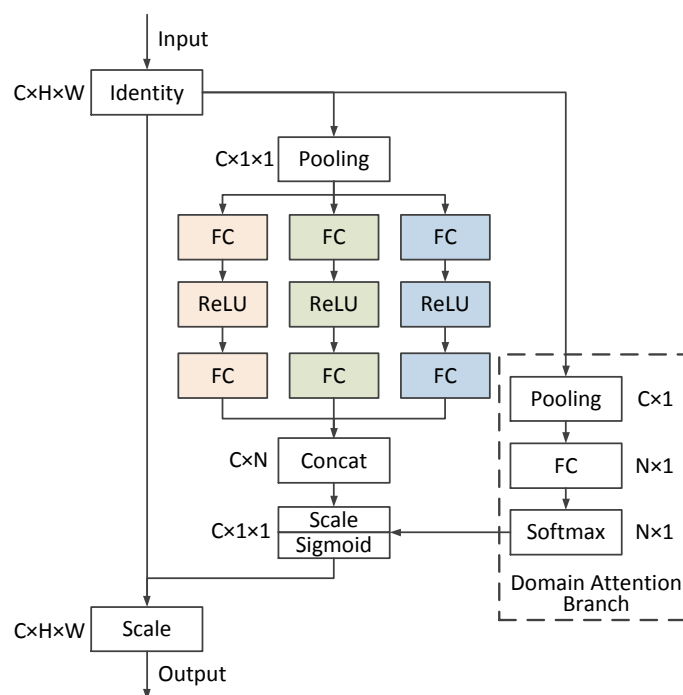 Input
C×H×W
Identity
C×1×1
Pooling
FC
FC
FC
ReLU
ReLU
ReLU
FC
FC
FC
Pooling
C×1
C×N
Concat
FC
N×1
C×1×1
Scale
Sigmoid
Softmax
N×1
Domain Attention
Branch
C×H×W
Scale
Output